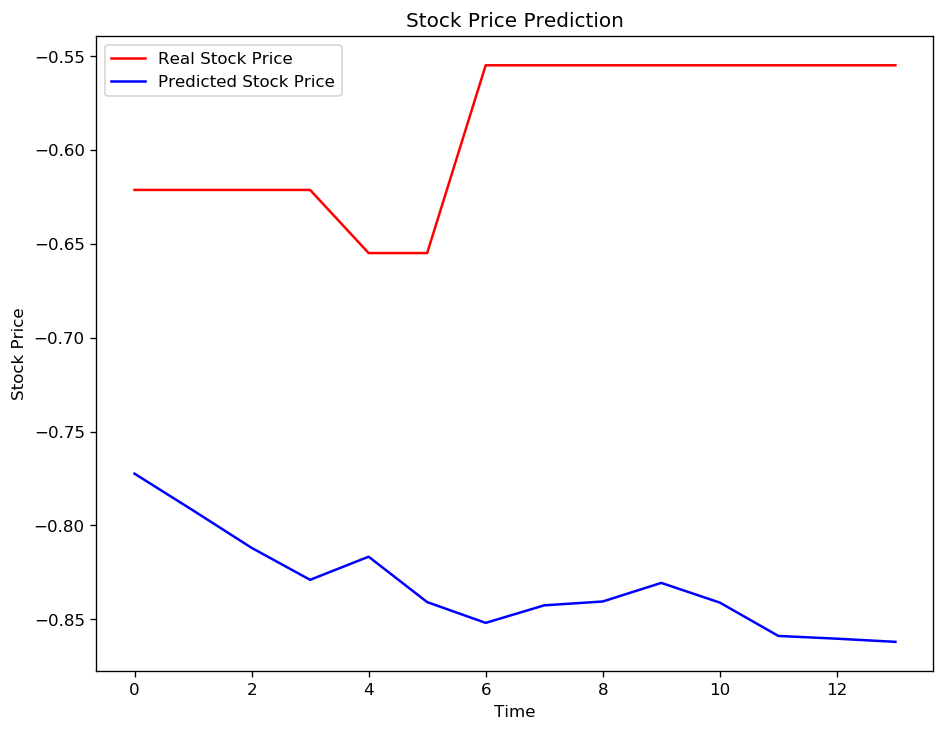 Stock Price Prediction
Real Stock Price
Predicted Stock Price
Stock Price
−0.55
−0.60
−0.65
−0.70
−0.75
−0.80
−0.85
0 2 4 6 8 10 12
Time